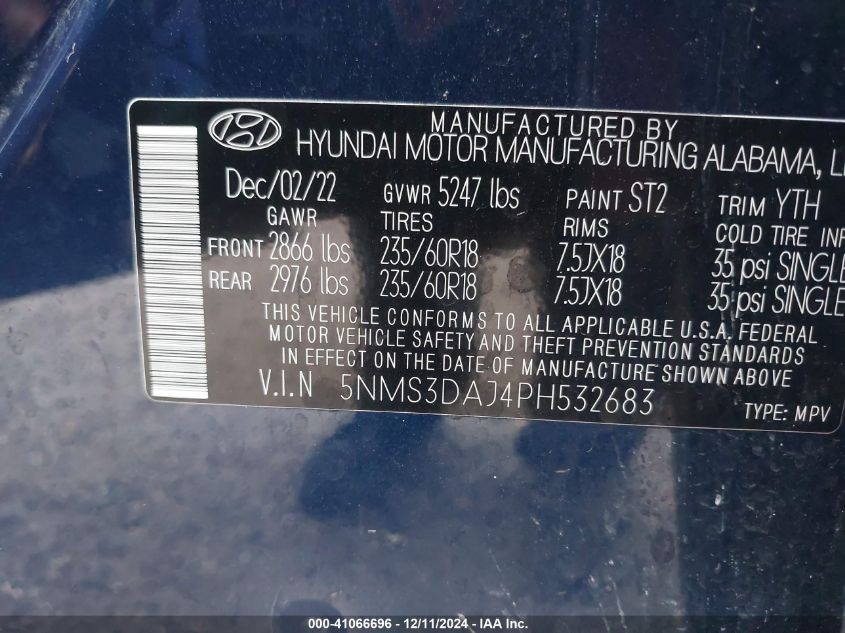 MANUFACTURED BY
HYUNDAI MOTOR MANUFACTURING ALABAMA,
Dec/02/22 GVWR 5247 lbs PAINT ST2 TRIM YTH
GAWR TIRES RIMS COLD TIRE
FRONT 2866 lbs 235/60R18 7.5JX18 35 psi SINGLE
REAR 2976 lbs 235/60R18 7.5JX18 35 psi SINGLE
THIS VEHICLE CONFORMS TO ALL APPLICABLE U.S.A. FEDERAL
MOTOR VEHICLE SAFETY AND THEFT PREVENTION STANDARDS
IN EFFECT ON THE DATE OF MANUFACTURE SHOWN ABOVE
V.I.N 5NMS3DAJ4PH532683 TYPE: MPV
000-41066696 - 12/11/2024 - IAA Inc.